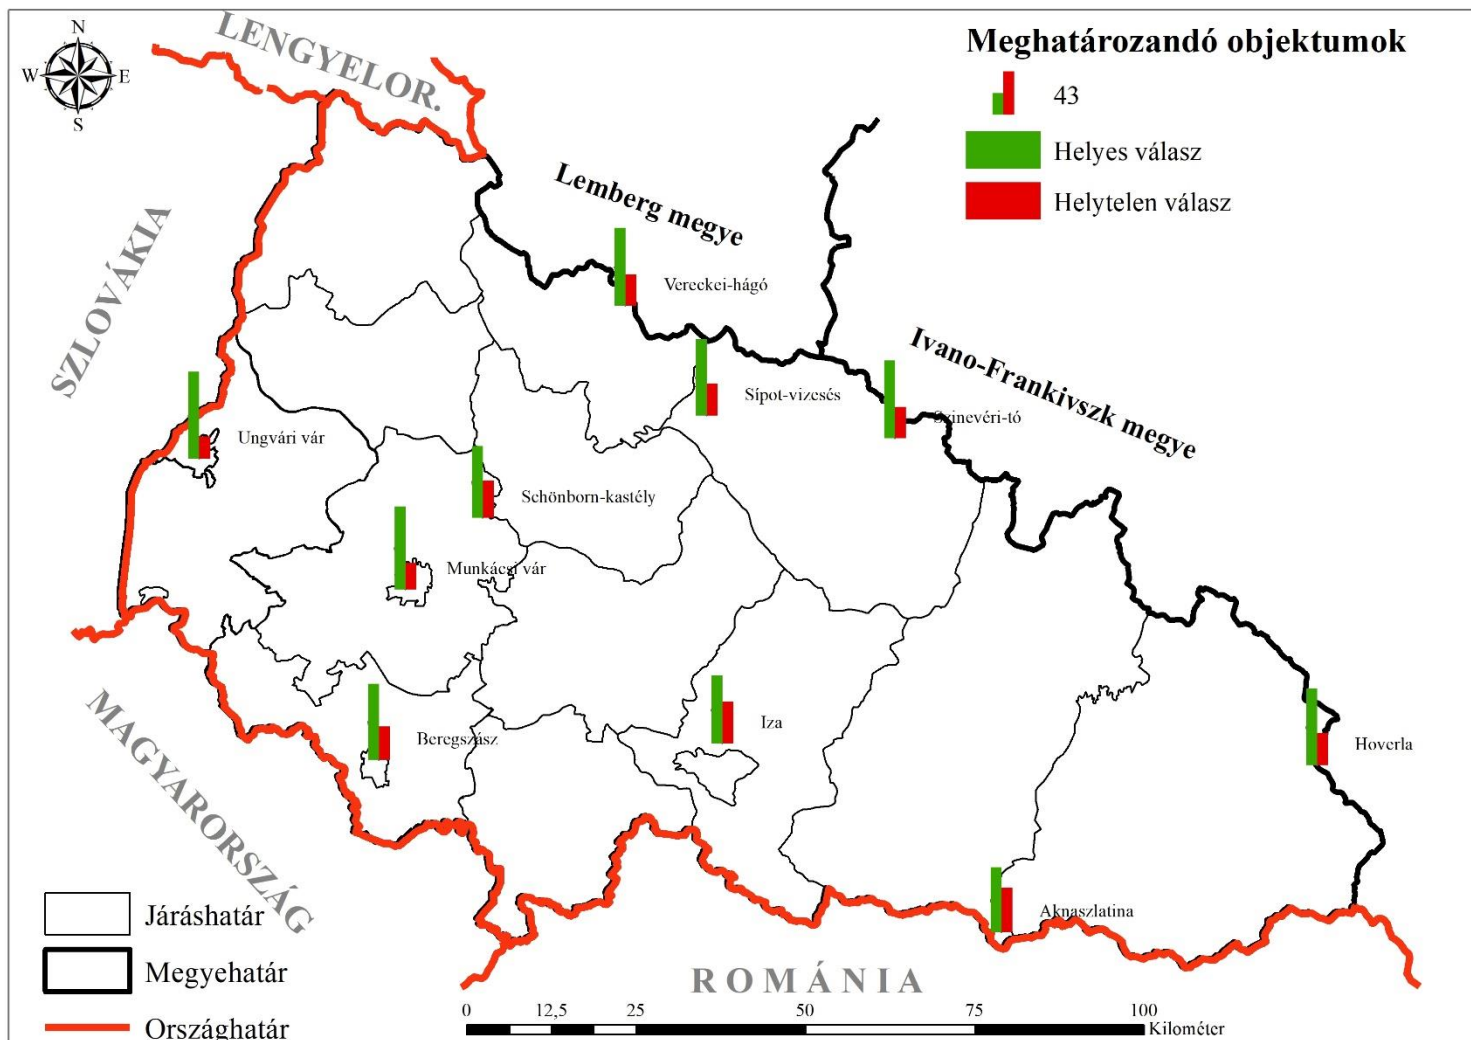 N
W E
S
LENGYELOR.
Meghatározandó objektumok
43
Helyes válasz
Helytelen válasz
Lemberg megye
SZLOVÁKIA
Vereckei-hágó
Ivano-Frankivszk megye
Sípot-vízesés
Szinevéri-tó
Ungvári vár
Schönborn-kastély
Munkácsi vár
Iza
Beregszász
Hoverla
MAGYARORSZÁG
Aknaszlatina
Járáshatár
Megyehatár
Országhatár
ROMÁNIA
0 12,5 25 50 75 100
Kilométer